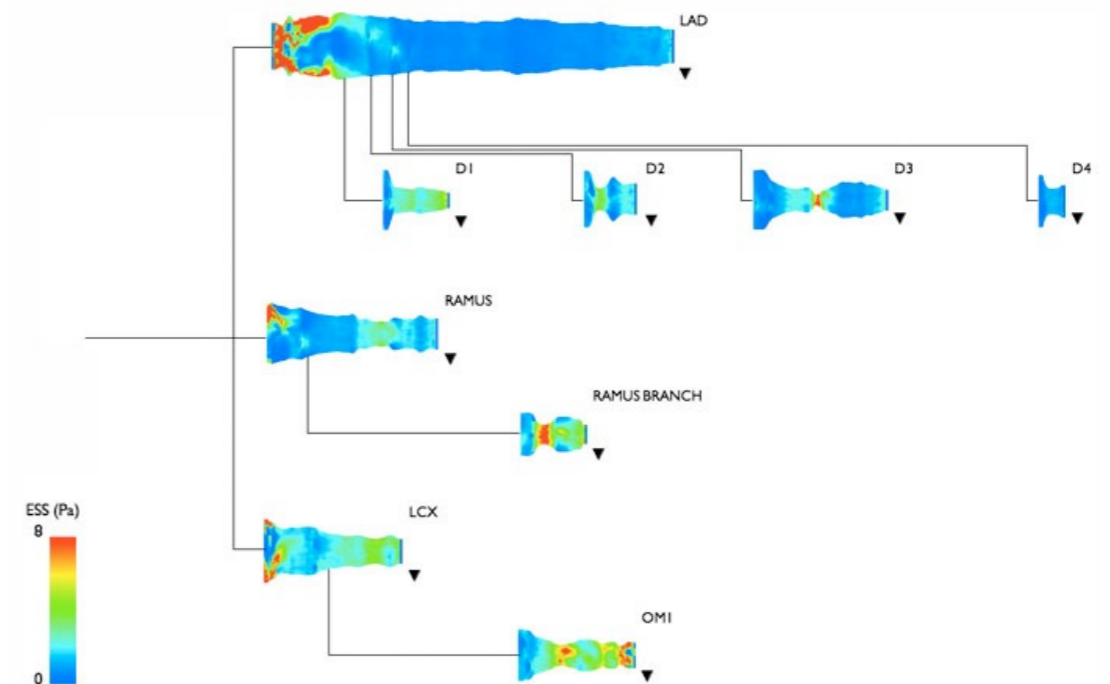 LAD
D1
D2
D3
D4
RAMUS
RAMUS BRANCH
ESS (Pa)
8
LCX
OM1
0